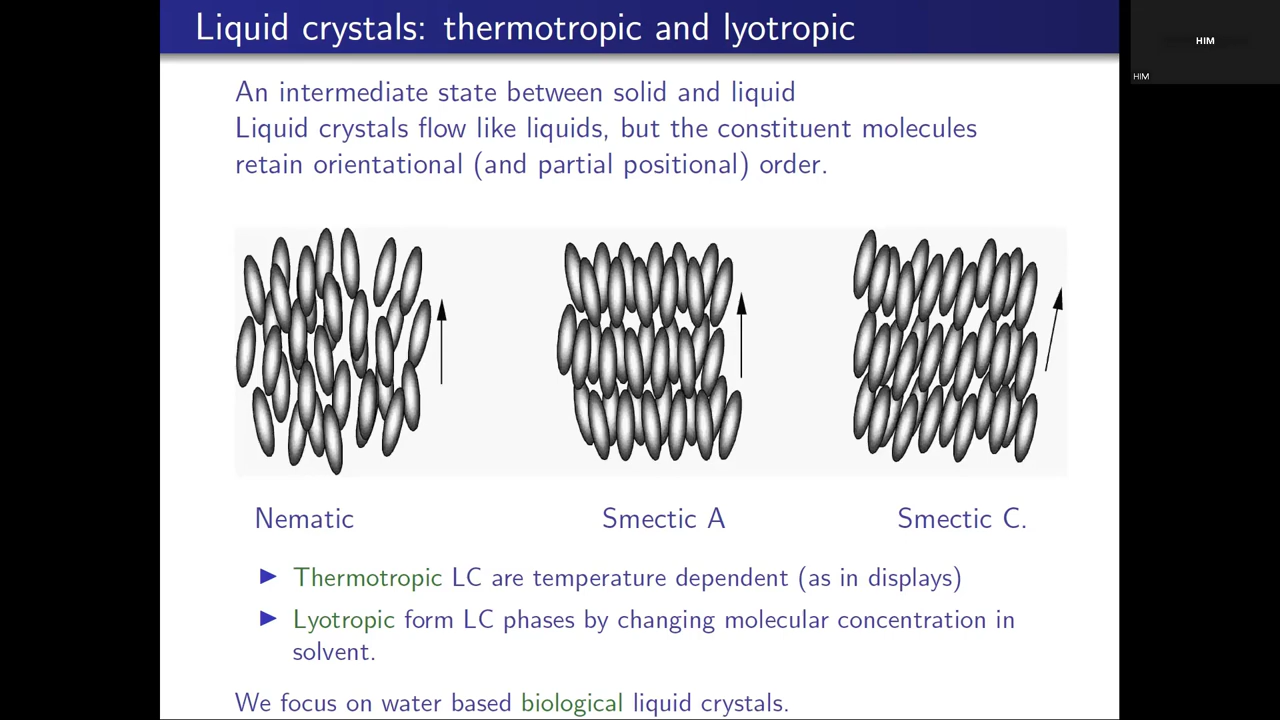 Liquid crystals: thermotropic and lyotropic
HIM
HIM
An intermediate state between solid and liquid
Liquid crystals flow like liquids, but the constituent molecules
retain orientational (and partial positional) order.
Nematic
Smectic A
Smectic C.
Thermotropic LC are temperature dependent (as in displays)
Lyotropic form LC phases by changing molecular concentration in
solvent.
We focus on water based biological liquid crystals.